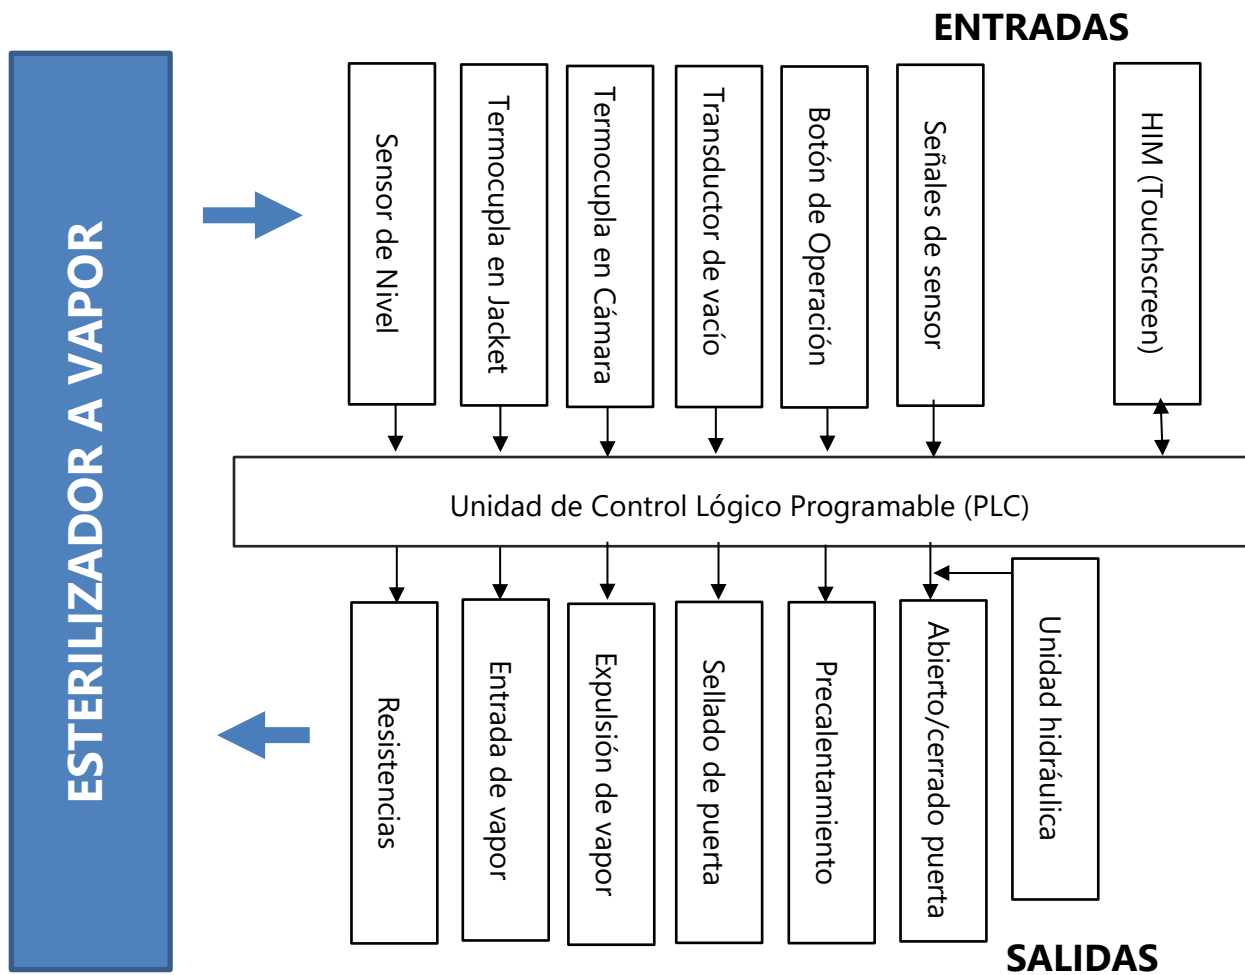 ENTRADAS
ESTERILIZADOR A VAPOR
Sensor de Nivel
Termocupla en Jacket
Termocupla en Cámara
Transductor de vacío
Botón de Operación
Señales de sensor
HIM (Touchscreen)
Unidad de Control Lógico Programable (PLC)
Resistencias
Entrada de vapor
Expulsión de vapor
Sellado de puerta
Precalentamiento
Abierto/cerrado puerta
Unidad hidráulica
SALIDAS